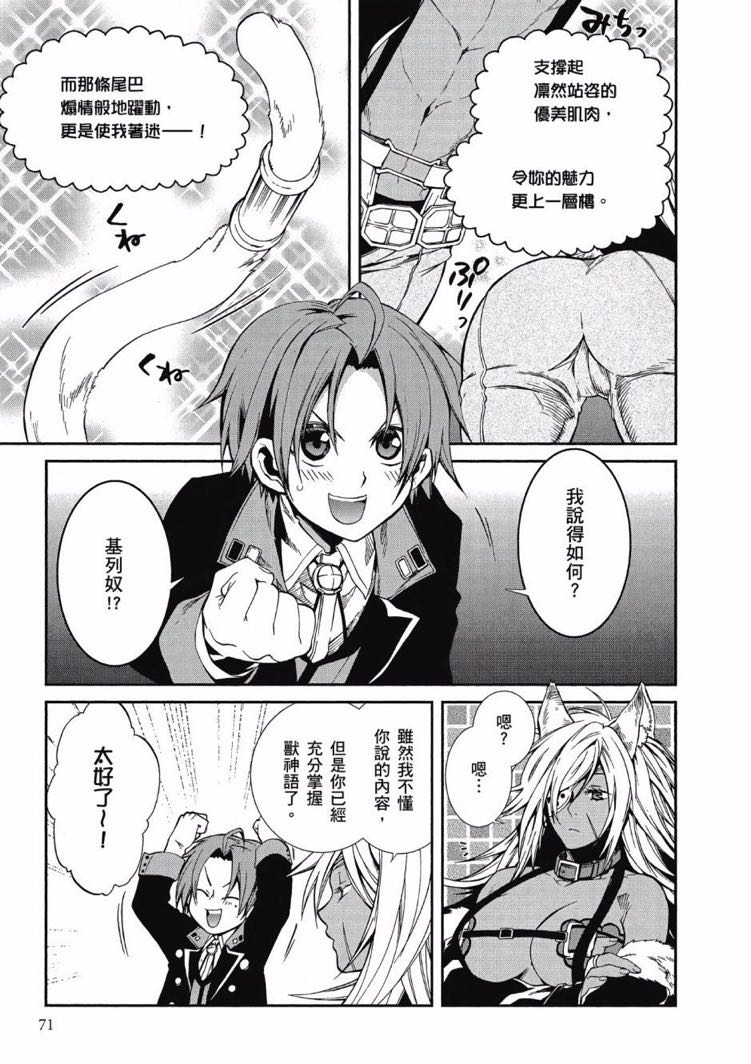 支撐起
凜然站姿的
優美肌肉，
令妳的魅力
更上一層樓。
みちっ
ぷりっ
而那條尾巴
煽情般地躍動，
更是使我著迷——！
くね
くね
我說得如何？
基列奴!?
嗯？
嗯…
雖然我不懂
你說的內容，
但是你已經
充分掌握
獸神語了。
太好了～！
71